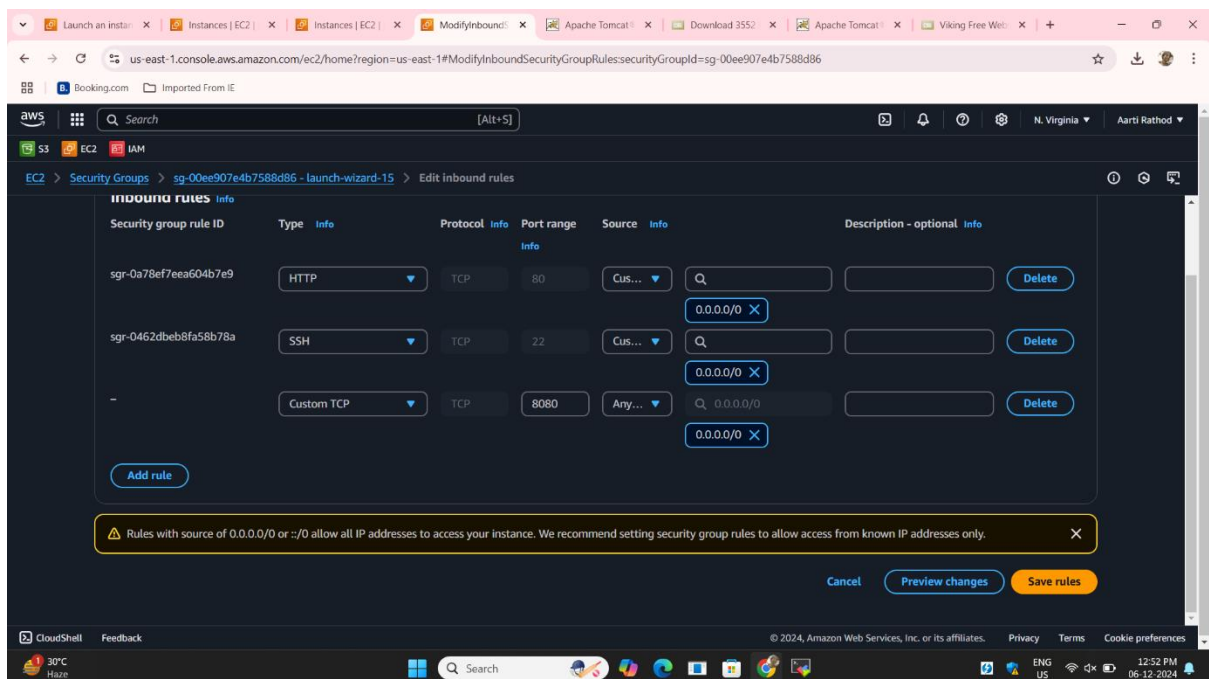 Launch an instan
Instances | EC2 |
Instances | EC2 |
ModifyInboundS
Apache Tomcat®
Download 3552
Apache Tomcat®
Viking Free Web
us-east-1.console.aws.amazon.com/ec2/home?region=us-east-1#ModifyInboundSecurityGroupRules:securityGroupId=sg-00ee907e4b7588d86
B. Booking.com Imported From IE
aws Search [Alt+S] N. Virginia Aarti Rathod
S3 EC2 IAM
EC2 > Security Groups > sg-00ee907e4b7588d86 - launch-wizard-15 > Edit inbound rules
Inbound rules Info
Security group rule ID Type Info Protocol Info Port range Source Info Description - optional Info
Info
sgr-0a78ef7eea604b7e9 HTTP TCP 80 Cus... Delete
0.0.0.0/0
sgr-0462dbeb8fa58b78a SSH TCP 22 Cus... Delete
0.0.0.0/0
– Custom TCP TCP 8080 Any... 0.0.0.0/0 Delete
0.0.0.0/0
Add rule
Rules with source of 0.0.0.0/0 or ::/0 allow all IP addresses to access your instance. We recommend setting security group rules to allow access from known IP addresses only.
Cancel Preview changes Save rules
CloudShell Feedback © 2024, Amazon Web Services, Inc. or its affiliates. Privacy Terms Cookie preferences
1 30°C Search ENG 12:52 PM
Haze US 06-12-2024